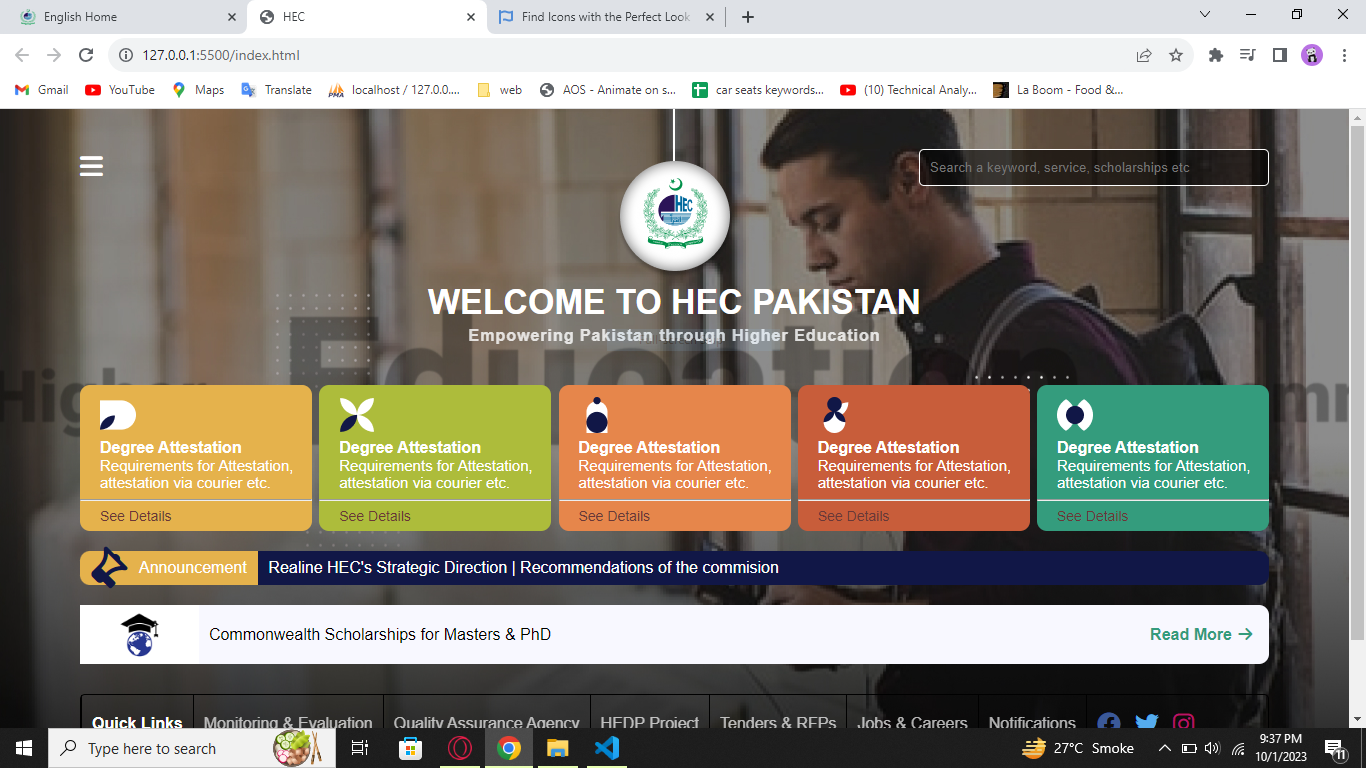 English Home
HEC
Find Icons with the Perfect Look
127.0.0.1:5500/index.html
Gmail
YouTube
Maps
Translate
PMA
localhost / 127.0.0....
web
AOS - Animate on s...
car seats keywords...
(10) Technical Analy...
La Boom - Food &...
Search a keyword, service, scholarships etc
HEC
WELCOME TO HEC PAKISTAN
Empowering Pakistan through Higher Education
Higher Education
Degree Attestation
Requirements for Attestation,
attestation via courier etc.
See Details
Degree Attestation
Requirements for Attestation,
attestation via courier etc.
See Details
Degree Attestation
Requirements for Attestation,
attestation via courier etc.
See Details
Degree Attestation
Requirements for Attestation,
attestation via courier etc.
See Details
Degree Attestation
Requirements for Attestation,
attestation via courier etc.
See Details
Announcement
Realine HEC's Strategic Direction | Recommendations of the commision
Commonwealth Scholarships for Masters & PhD
Read More
Quick Links
Monitoring & Evaluation
Quality Assurance Agency
HEDP Project
Tenders & RFPs
Jobs & Careers
Notifications
Type here to search
27°C Smoke
9:37 PM
10/1/2023
11